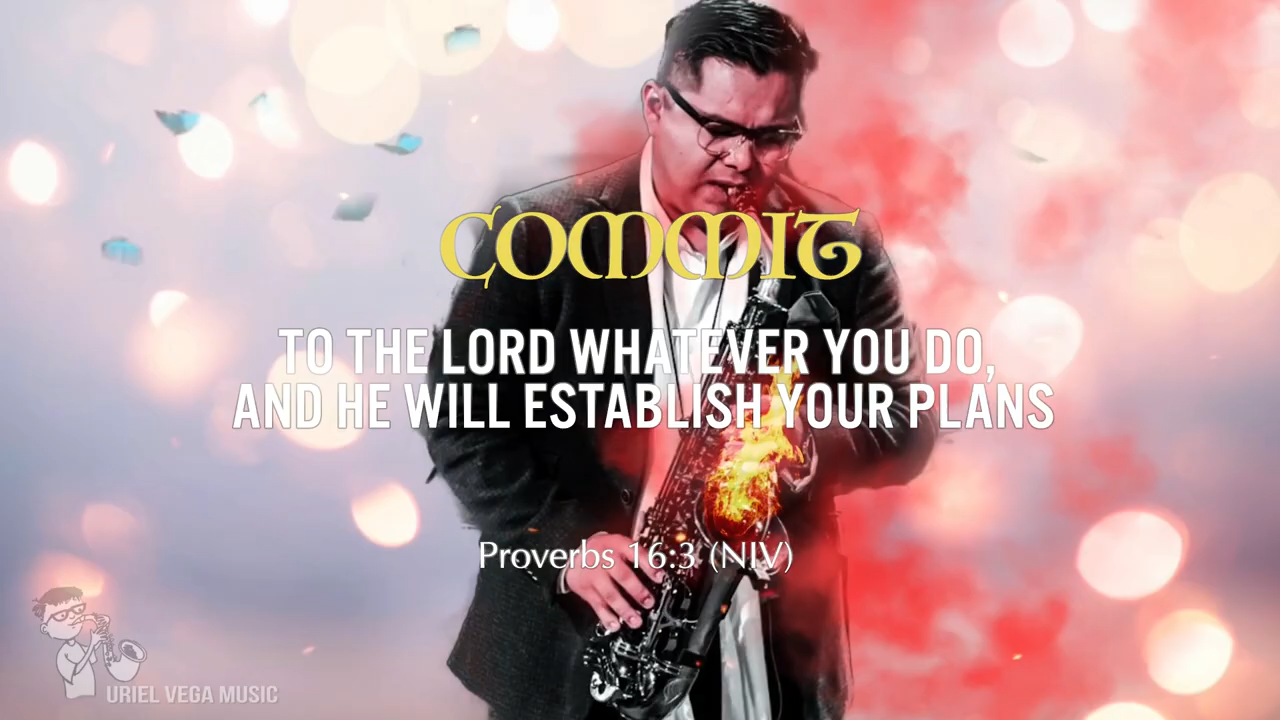 COMMIT
TO THE LORD WHATEVER YOU DO,
AND HE WILL ESTABLISH YOUR PLANS
Proverbs 16:3 (NIV)
URIEL VEGA MUSIC